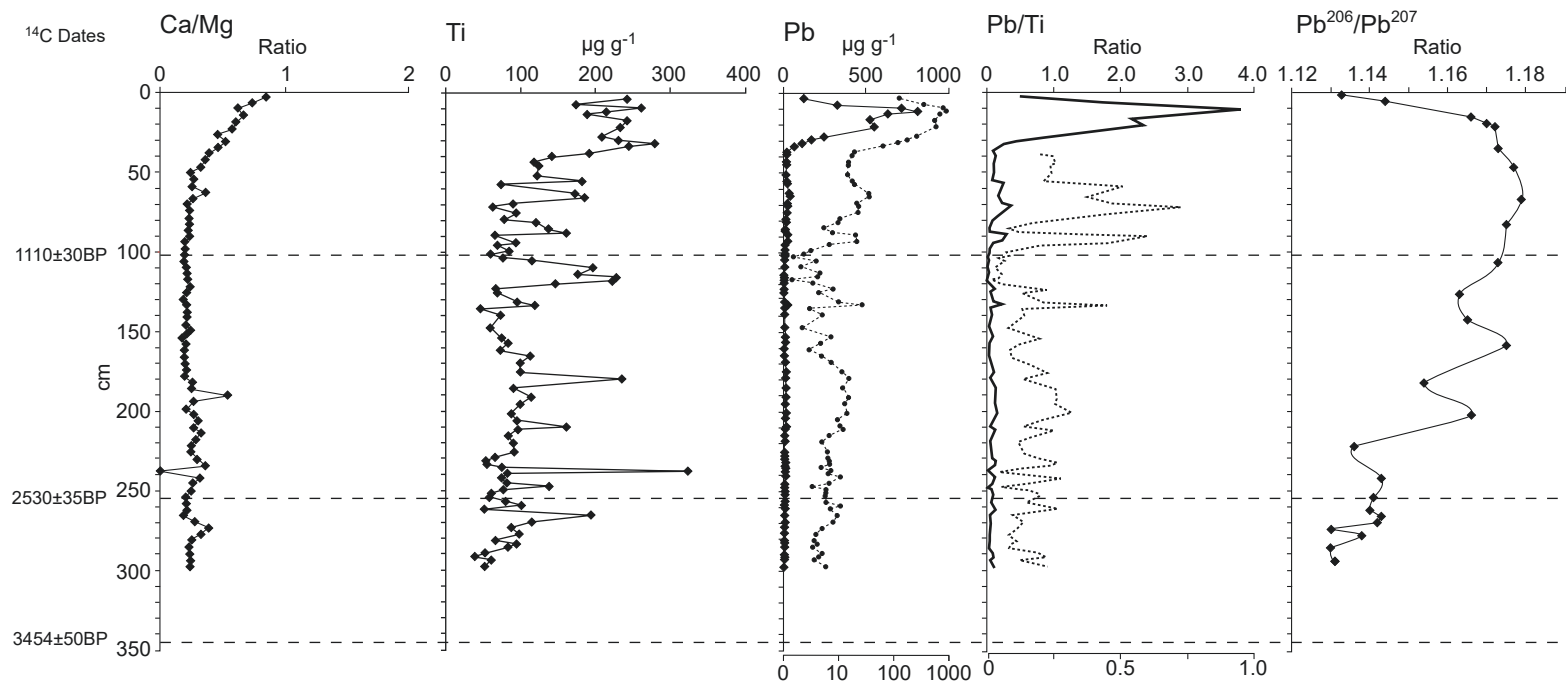 Ca/Mg Ti Pb Pb/Ti Pb²⁰⁶/Pb²⁰⁷
¹⁴C Dates Ratio µg g⁻¹ µg g⁻¹ Ratio Ratio
0 1 2 0 100 200 300 400 0 500 1000 0 1.0 2.0 3.0 4.0 1.12 1.14 1.16 1.18
0
50
1110±30BP 100
150
cm
200
2530±35BP 250
300
3454±50BP 350
0 10 100 1000 0 0.5 1.0